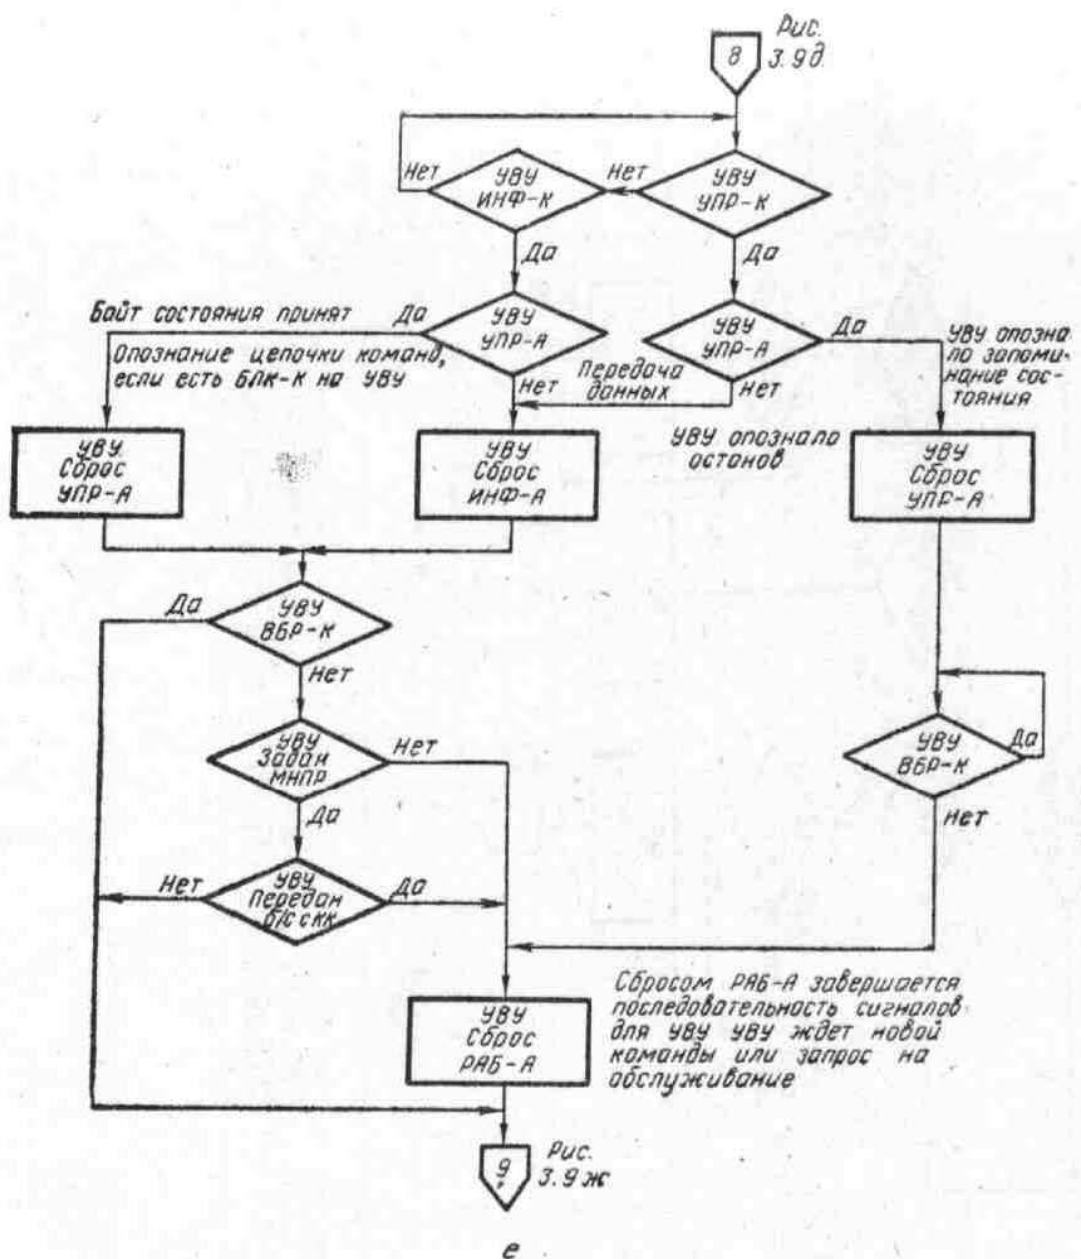 Рис.
3.9д.
8
Нет
УВУ
ИНФ-К
Нет
УВУ
УПР-К
Да
Да
Байт состояния принят
Да
УВУ
УПР-А
УВУ
УПР-А
Да
УВУ опозна-
ло запоми-
нание сос-
тояния
Опознание цепочки команд,
если есть БЛК-К на УВУ
Нет
Передача
данных
Нет
УВУ
Сброс
УПР-А
УВУ
Сброс
ИНФ-А
УВУ опознало
останов
УВУ
Сброс
УПР-А
Да
УВУ
ВБР-К
Нет
УВУ
Задан
МНПР
Нет
УВУ
ВБР-К
Да
Да
Нет
Нет
УВУ
Передан
б/с с КК
Да
УВУ
Сброс
РАБ-А
Сбросом РАБ-А завершается
последовательность сигналов
для УВУ УВУ ждет новой
команды или запрос на
обслуживание
9
Рис.
3.9ж
е